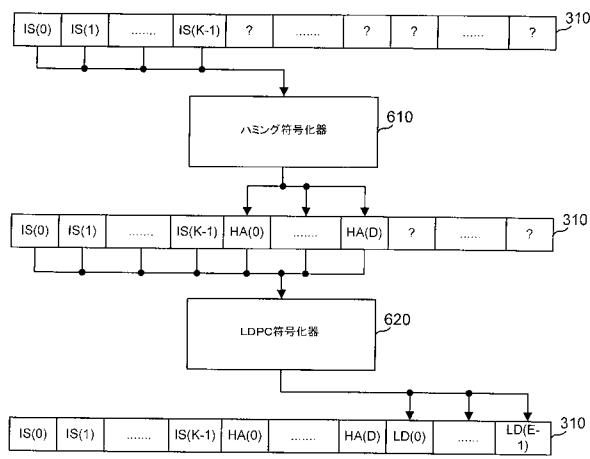 IS(0) IS(1) ....... IS(K-1) ? ....... ? ? ...... ? 310
ハミング符号化器 610
IS(0) IS(1) ....... IS(K-1) HA(0) ....... HA(D) ? ...... ? 310
LDPC符号化器 620
IS(0) IS(1) ....... IS(K-1) HA(0) ....... HA(D) LD(0) ...... LD(E-
1) 310